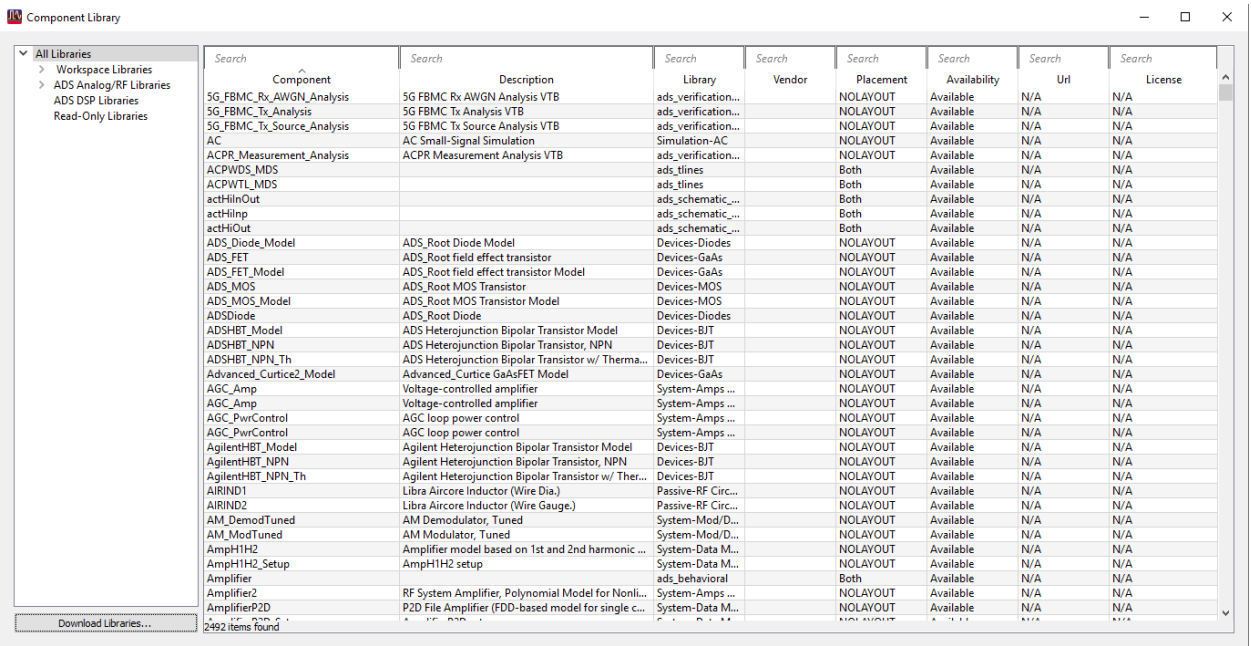 Component Library
All Libraries
Workspace Libraries
ADS Analog/RF Libraries
ADS DSP Libraries
Read-Only Libraries
Download Libraries...
Search Search Search Search Search Search Search Search
Component Description Library Vendor Placement Availability Url License
5G_FBMC_Rx_AWGN_Analysis 5G FBMC Rx AWGN Analysis VTB ads_verification... NOLAYOUT Available N/A N/A
5G_FBMC_Tx_Analysis 5G FBMC Tx Analysis VTB ads_verification... NOLAYOUT Available N/A N/A
5G_FBMC_Tx_Source_Analysis 5G FBMC Tx Source Analysis VTB ads_verification... NOLAYOUT Available N/A N/A
AC AC Small-Signal Simulation Simulation-AC NOLAYOUT Available N/A N/A
ACPR_Measurement_Analysis ACPR Measurement Analysis VTB ads_verification... NOLAYOUT Available N/A N/A
ACPWDS_MDS ads_tlines Both Available N/A N/A
ACPWTL_MDS ads_tlines Both Available N/A N/A
actHiInOut ads_schematic_... Both Available N/A N/A
actHiInp ads_schematic_... Both Available N/A N/A
actHiOut ads_schematic_... Both Available N/A N/A
ADS_Diode_Model ADS_Root Diode Model Devices-Diodes NOLAYOUT Available N/A N/A
ADS_FET ADS_Root field effect transistor Devices-GaAs NOLAYOUT Available N/A N/A
ADS_FET_Model ADS_Root field effect transistor Model Devices-GaAs NOLAYOUT Available N/A N/A
ADS_MOS ADS_Root MOS Transistor Devices-MOS NOLAYOUT Available N/A N/A
ADS_MOS_Model ADS_Root MOS Transistor Model Devices-MOS NOLAYOUT Available N/A N/A
ADSDiode ADS_Root Diode Devices-Diodes NOLAYOUT Available N/A N/A
ADSHBT_Model ADS Heterojunction Bipolar Transistor Model Devices-BJT NOLAYOUT Available N/A N/A
ADSHBT_NPN ADS Heterojunction Bipolar Transistor, NPN Devices-BJT NOLAYOUT Available N/A N/A
ADSHBT_NPN_Th ADS Heterojunction Bipolar Transistor w/ Therma... Devices-BJT NOLAYOUT Available N/A N/A
Advanced_Curtice2_Model Advanced_Curtice GaAsFET Model Devices-GaAs NOLAYOUT Available N/A N/A
AGC_Amp Voltage-controlled amplifier System-Amps ... NOLAYOUT Available N/A N/A
AGC_Amp Voltage-controlled amplifier System-Amps ... NOLAYOUT Available N/A N/A
AGC_PwrControl AGC loop power control System-Amps ... NOLAYOUT Available N/A N/A
AGC_PwrControl AGC loop power control System-Amps ... NOLAYOUT Available N/A N/A
AgilentHBT_Model Agilent Heterojunction Bipolar Transistor Model Devices-BJT NOLAYOUT Available N/A N/A
AgilentHBT_NPN Agilent Heterojunction Bipolar Transistor, NPN Devices-BJT NOLAYOUT Available N/A N/A
AgilentHBT_NPN_Th Agilent Heterojunction Bipolar Transistor w/ Ther... Devices-BJT NOLAYOUT Available N/A N/A
AIRIND1 Libra Aircore Inductor (Wire Dia.) Passive-RF Circ... NOLAYOUT Available N/A N/A
AIRIND2 Libra Aircore Inductor (Wire Gauge.) Passive-RF Circ... NOLAYOUT Available N/A N/A
AM_DemodTuned AM Demodulator, Tuned System-Mod/D... NOLAYOUT Available N/A N/A
AM_ModTuned AM Modulator, Tuned System-Mod/D... NOLAYOUT Available N/A N/A
AmpH1H2 Amplifier model based on 1st and 2nd harmonic ... System-Data M... NOLAYOUT Available N/A N/A
AmpH1H2_Setup AmpH1H2 setup System-Data M... NOLAYOUT Available N/A N/A
Amplifier ads_behavioral Both Available N/A N/A
Amplifier2 RF System Amplifier, Polynomial Model for Nonli... System-Amps ... NOLAYOUT Available N/A N/A
AmplifierP2D P2D File Amplifier (FDD-based model for single c... System-Data M... NOLAYOUT Available N/A N/A
2492 items found